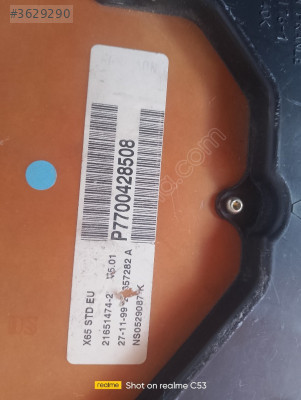 #3629290
P7700428508
X65 STD EU V5.01
21651474-2
27-11-99
NS0529087
realme Shot on realme C53